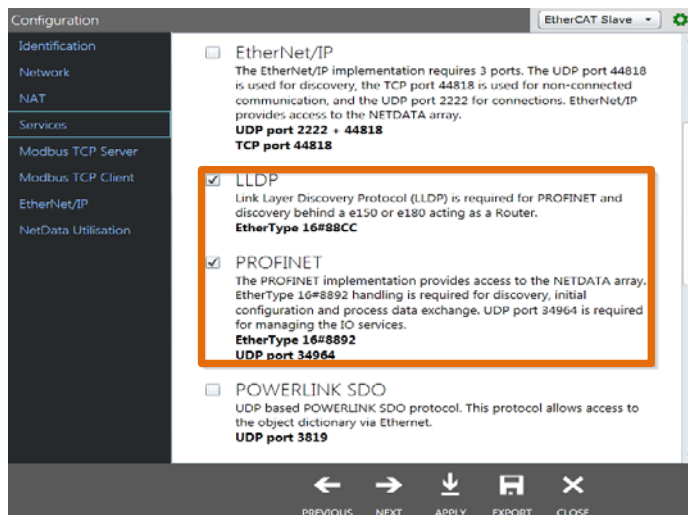 Configuration
EtherCAT Slave
Identification
Network
NAT
Services
Modbus TCP Server
Modbus TCP Client
EtherNet/IP
NetData Utilisation
EtherNet/IP
The EtherNet/IP implementation requires 3 ports. The UDP port 44818
is used for discovery, the TCP port 44818 is used for non-connected
communication, and the UDP port 2222 for connections. EtherNet/IP
provides access to the NETDATA array.
UDP port 2222 + 44818
TCP port 44818
LLDP
Link Layer Discovery Protocol (LLDP) is required for PROFINET and
discovery behind a e150 or e180 acting as a Router.
EtherType 16#88CC
PROFINET
The PROFINET implementation provides access to the NETDATA array.
EtherType 16#8892 handling is required for discovery, initial
configuration and process data exchange. UDP port 34964 is required
for managing the IO services.
EtherType 16#8892
UDP port 34964
POWERLINK SDO
UDP based POWERLINK SDO protocol. This protocol allows access to
the object dictionary via Ethernet.
UDP port 3819
PREVIOUS NEXT APPLY EXPORT CLOSE